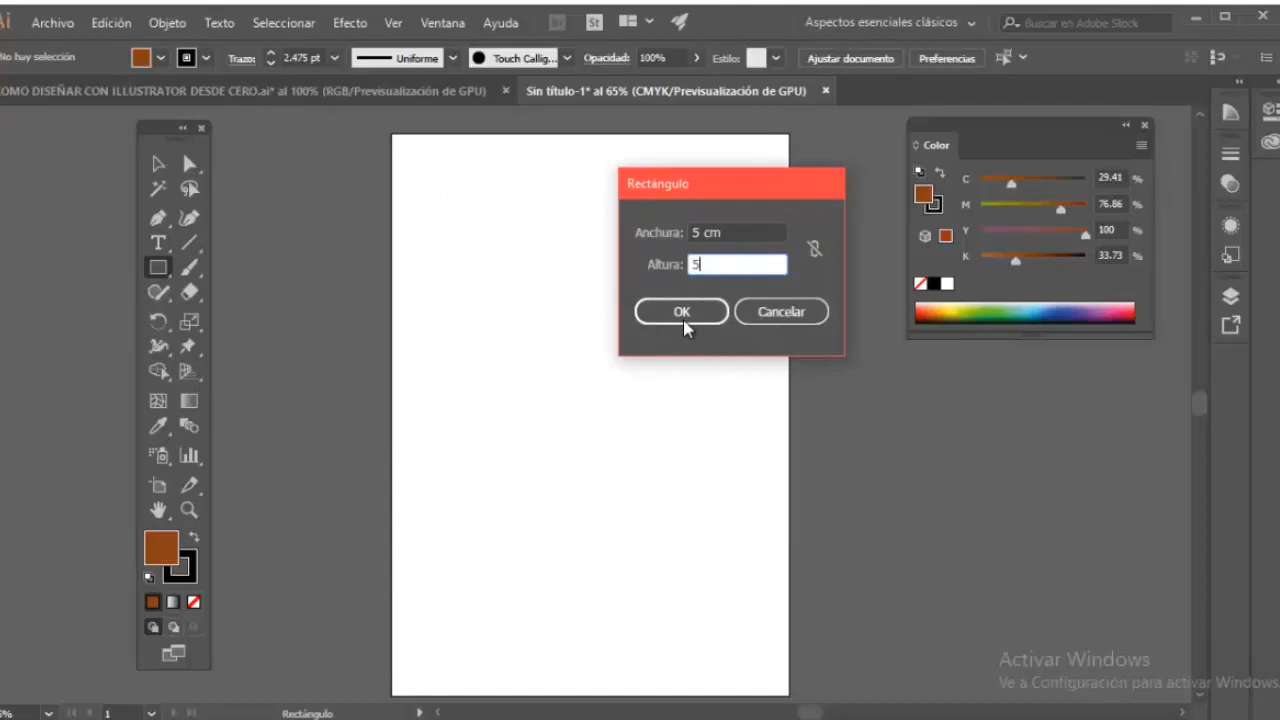 Archivo Edición Objeto Texto Seleccionar Efecto Ver Ventana Ayuda Br St Aspectos esenciales clásicos Buscar en Adobe Stock
No hay selección Trazo: 2.475 pt Uniforme Touch Callig... Opacidad: 100% Estilo: Ajustar documento Preferencias
COMO DISEÑAR CON ILLUSTRATOR DESDE CERO.ai* al 100% (RGB/Previsualización de GPU) × Sin título-1* al 65% (CMYK/Previsualización de GPU) ×
Color
C 29.41 %
M 76.86 %
Y 100 %
K 33.73 %
Rectángulo
Anchura: 5 cm
Altura: 5
OK Cancelar
Activar Windows
Ve a Configuración para activar Windows
1 Rectángulo